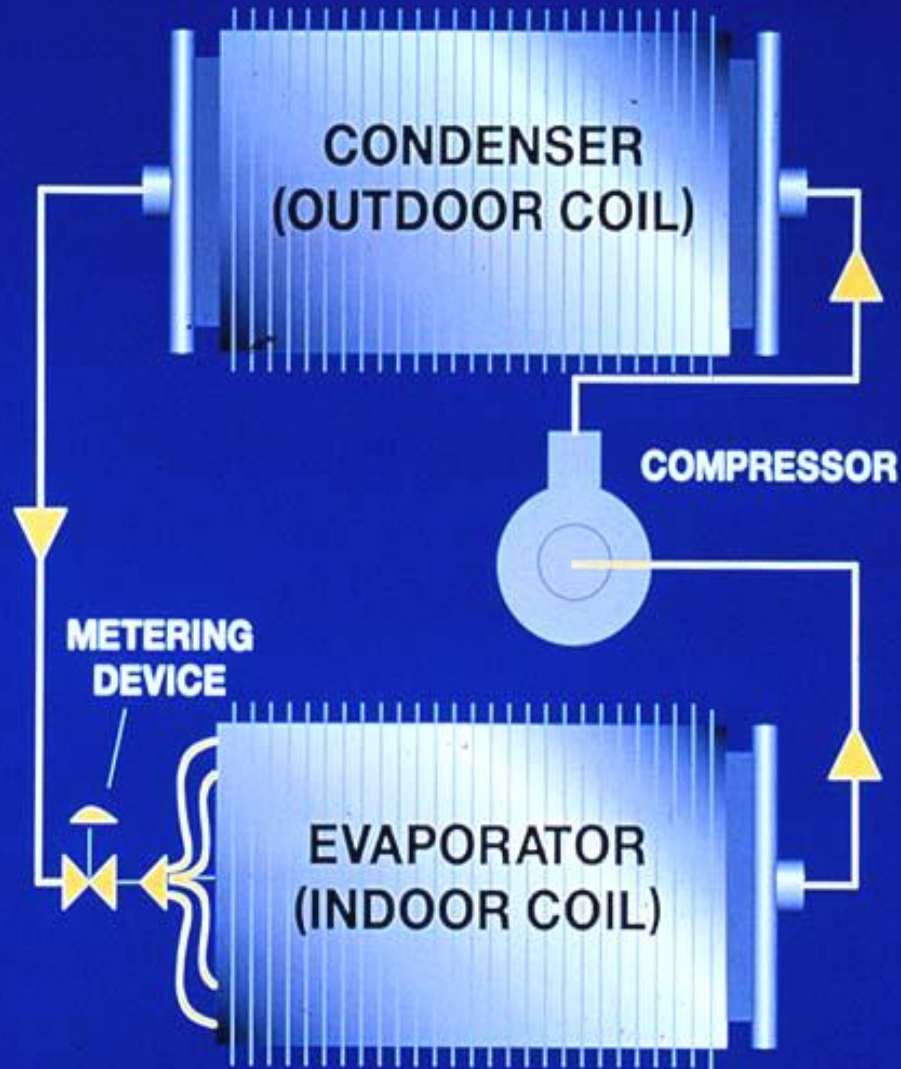 CONDENSER
(OUTDOOR COIL)
COMPRESSOR
METERING
DEVICE
EVAPORATOR
(INDOOR COIL)